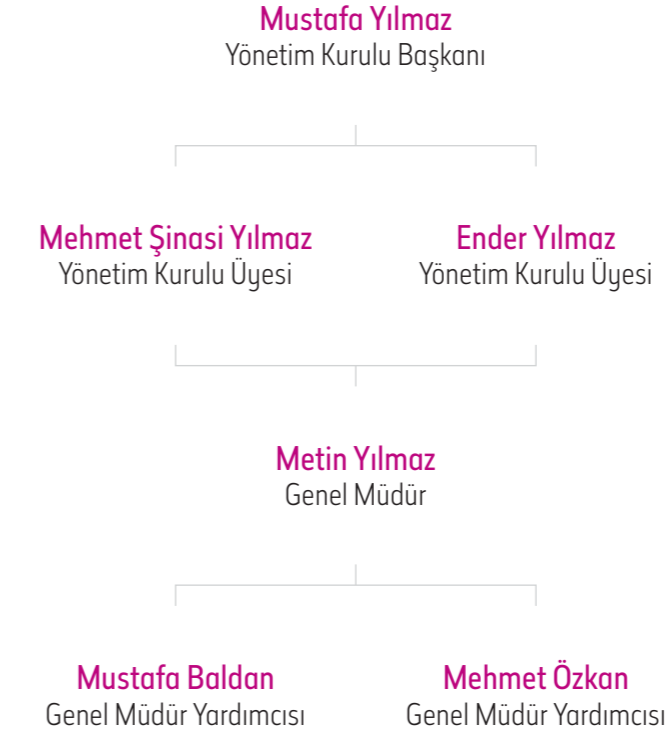 Mustafa Yılmaz
Yönetim Kurulu Başkanı
Mehmet Şinasi Yılmaz
Yönetim Kurulu Üyesi
Ender Yılmaz
Yönetim Kurulu Üyesi
Metin Yılmaz
Genel Müdür
Mustafa Baldan
Genel Müdür Yardımcısı
Mehmet Özkan
Genel Müdür Yardımcısı